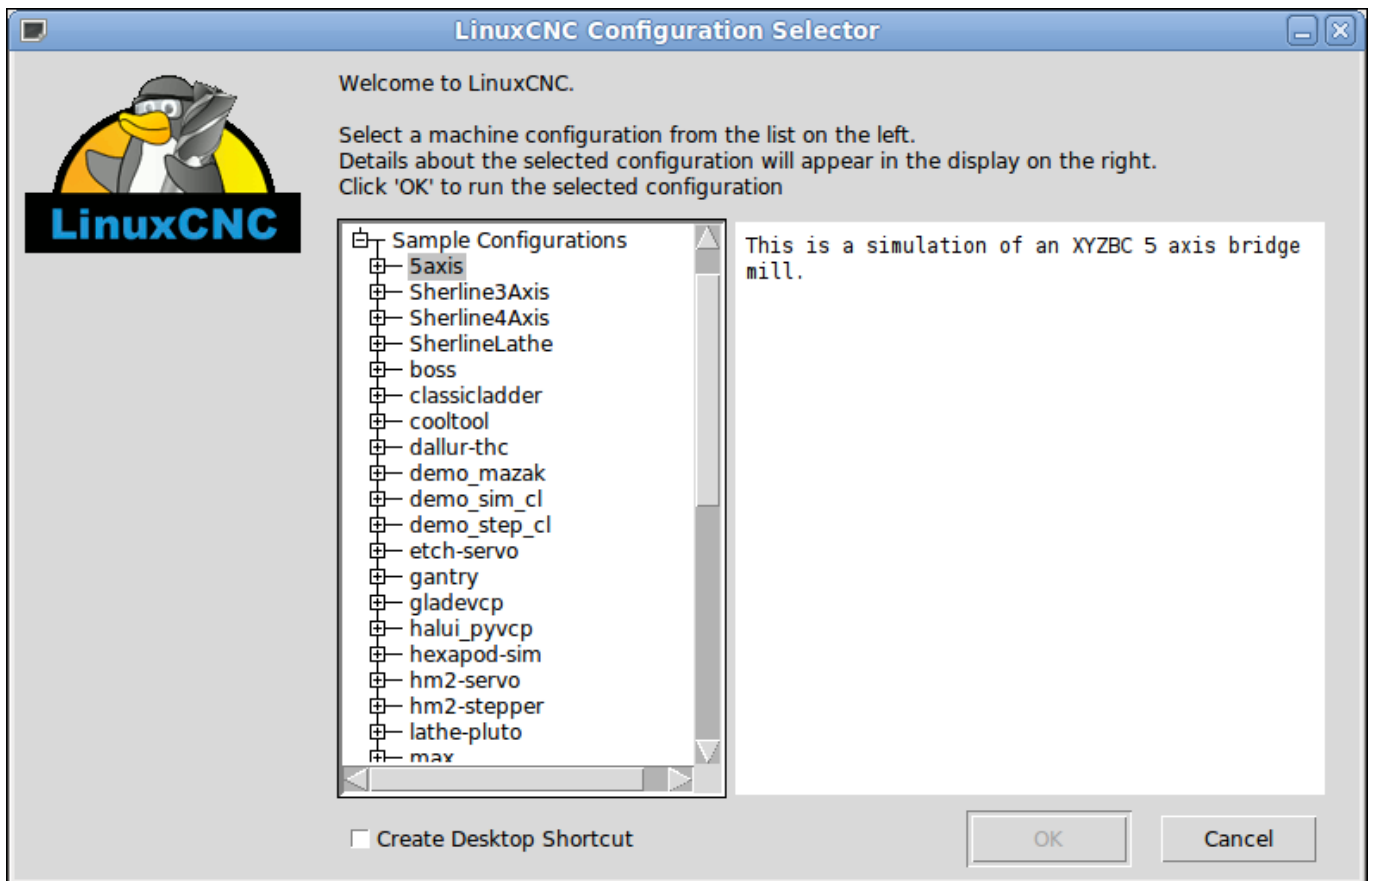 LinuxCNC Configuration Selector
LinuxCNC
Welcome to LinuxCNC.
Select a machine configuration from the list on the left.
Details about the selected configuration will appear in the display on the right.
Click 'OK' to run the selected configuration
Sample Configurations
5axis
Sherline3Axis
Sherline4Axis
SherlineLathe
boss
classicladder
cooltool
dallur-thc
demo_mazak
demo_sim_cl
demo_step_cl
etch-servo
gantry
gladevcp
halui_pyvcp
hexapod-sim
hm2-servo
hm2-stepper
lathe-pluto
max
This is a simulation of an XYZBC 5 axis bridge
mill.
Create Desktop Shortcut
OK
Cancel